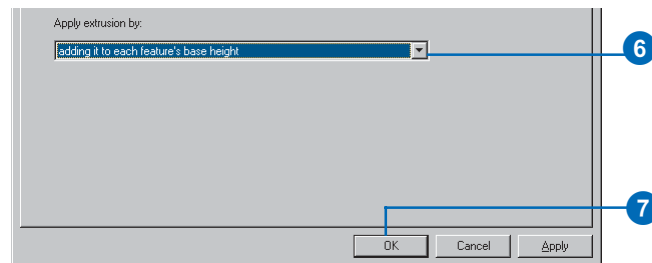 Apply extrusion by:
adding it to each feature's base height
6
7
OK Cancel Apply